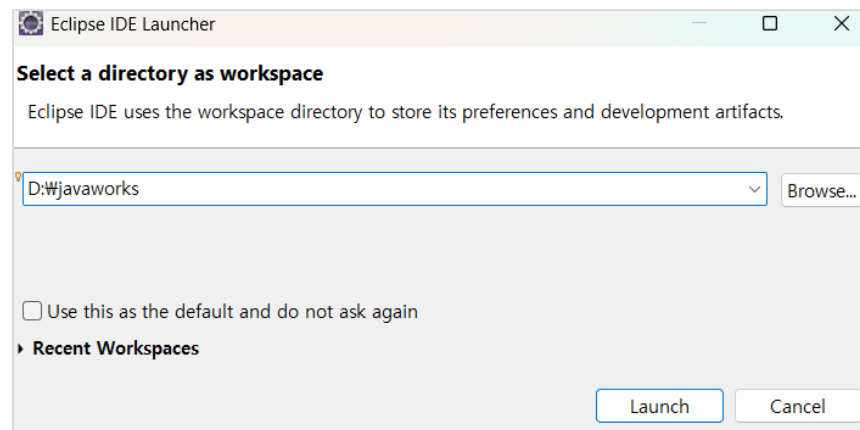 Eclipse IDE Launcher
Select a directory as workspace
Eclipse IDE uses the workspace directory to store its preferences and development artifacts.
D:₩javaworks
Browse...
Use this as the default and do not ask again
Recent Workspaces
Launch Cancel